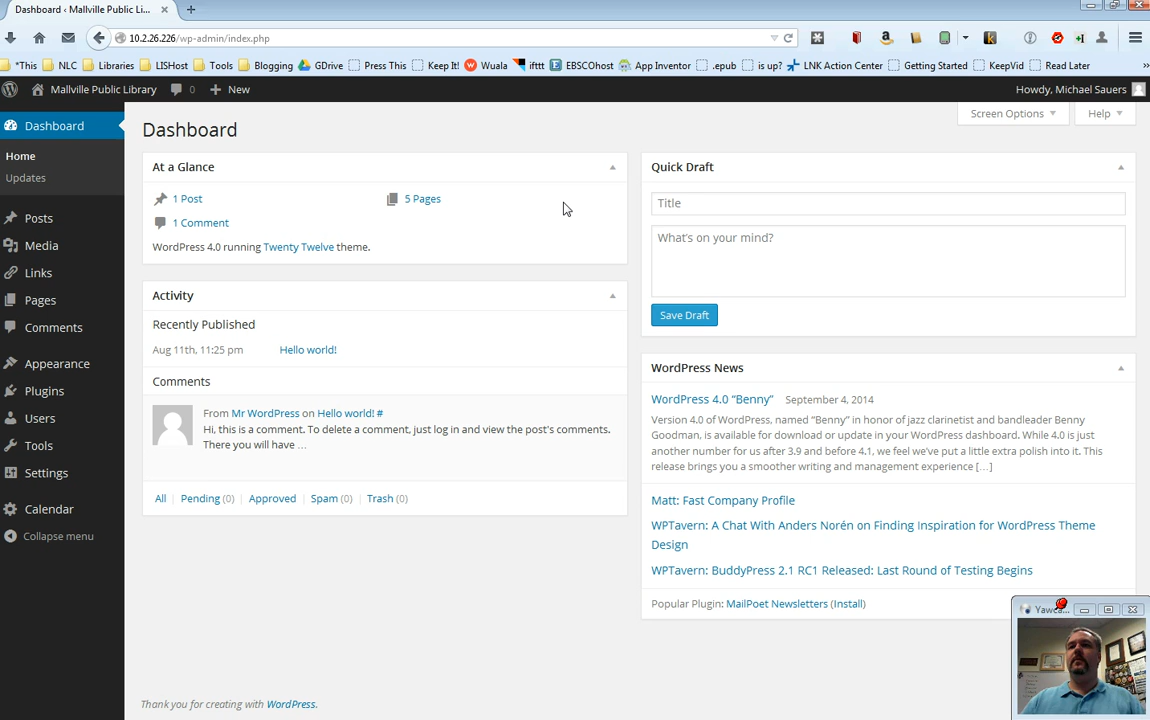 Dashboard ‹ Mallville Public Li...
10.2.26.226/wp-admin/index.php
*This NLC Libraries LISHost Tools Blogging GDrive Press This Keep It! Wuala ifttt EBSCOhost App Inventor .epub is up? LNK Action Center Getting Started KeepVid Read Later
Mallville Public Library 0 New Howdy, Michael Sauers
Screen Options Help
Dashboard
Home
Updates
Posts
Media
Links
Pages
Comments
Appearance
Plugins
Users
Tools
Settings
Calendar
Collapse menu
Dashboard
At a Glance
1 Post 5 Pages
1 Comment
WordPress 4.0 running Twenty Twelve theme.
Activity
Recently Published
Aug 11th, 11:25 pm Hello world!
Comments
From Mr WordPress on Hello world! #
Hi, this is a comment. To delete a comment, just log in and view the post's comments.
There you will have …
All | Pending (0) | Approved | Spam (0) | Trash (0)
Quick Draft
Title
What's on your mind?
Save Draft
WordPress News
WordPress 4.0 “Benny” September 4, 2014
Version 4.0 of WordPress, named “Benny” in honor of jazz clarinetist and bandleader Benny
Goodman, is available for download or update in your WordPress dashboard. While 4.0 is just
another number for us after 3.9 and before 4.1, we feel we've put a little extra polish into it. This
release brings you a smoother writing and management experience […]
Matt: Fast Company Profile
WPTavern: A Chat With Anders Norén on Finding Inspiration for WordPress Theme
Design
WPTavern: BuddyPress 2.1 RC1 Released: Last Round of Testing Begins
Popular Plugin: MailPoet Newsletters (Install)
Thank you for creating with WordPress.